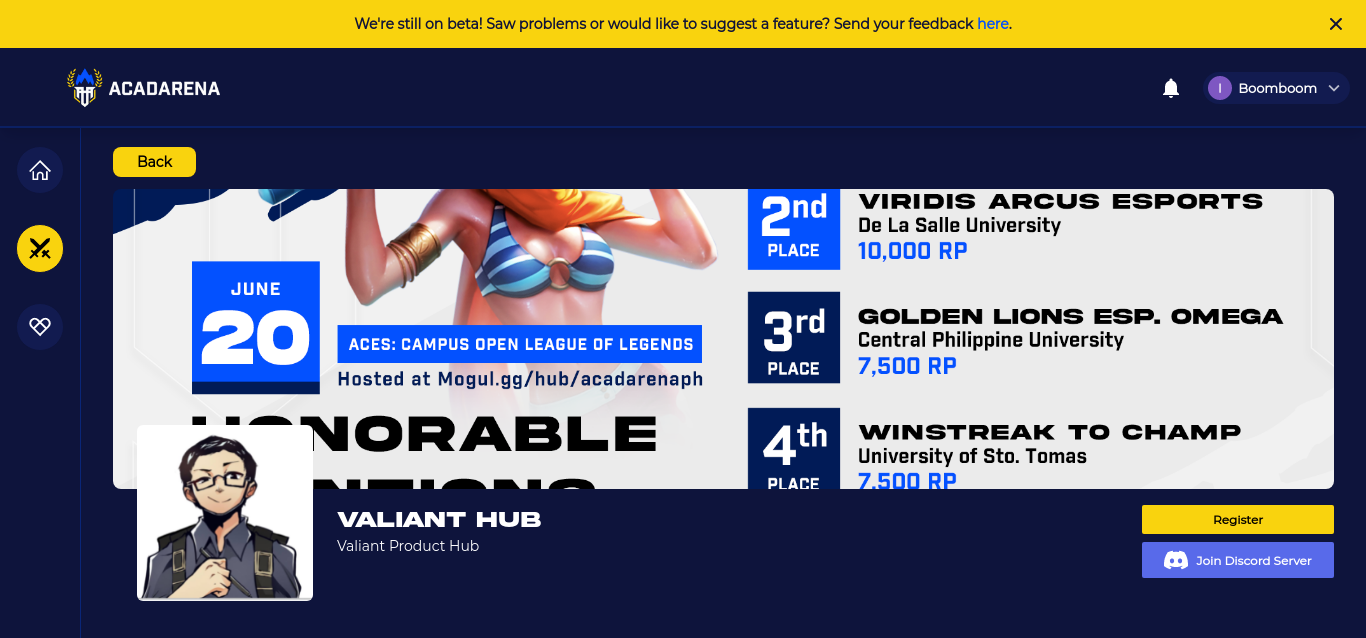 We're still on beta! Saw problems or would like to suggest a feature? Send your feedback here.
ACADARENA
I
Boomboom
Back
JUNE
20
ACES: CAMPUS OPEN LEAGUE OF LEGENDS
Hosted at Mogul.gg/hub/acadarenaph
HONORABLE
2nd
PLACE
VIRIDIS ARCUS ESPORTS
De La Salle University
10,000 RP
3rd
PLACE
GOLDEN LIONS ESP. OMEGA
Central Philippine University
7,500 RP
4th
PLACE
WINSTREAK TO CHAMP
University of Sto. Tomas
7,500 RP
VALIANT HUB
Valiant Product Hub
Register
Join Discord Server